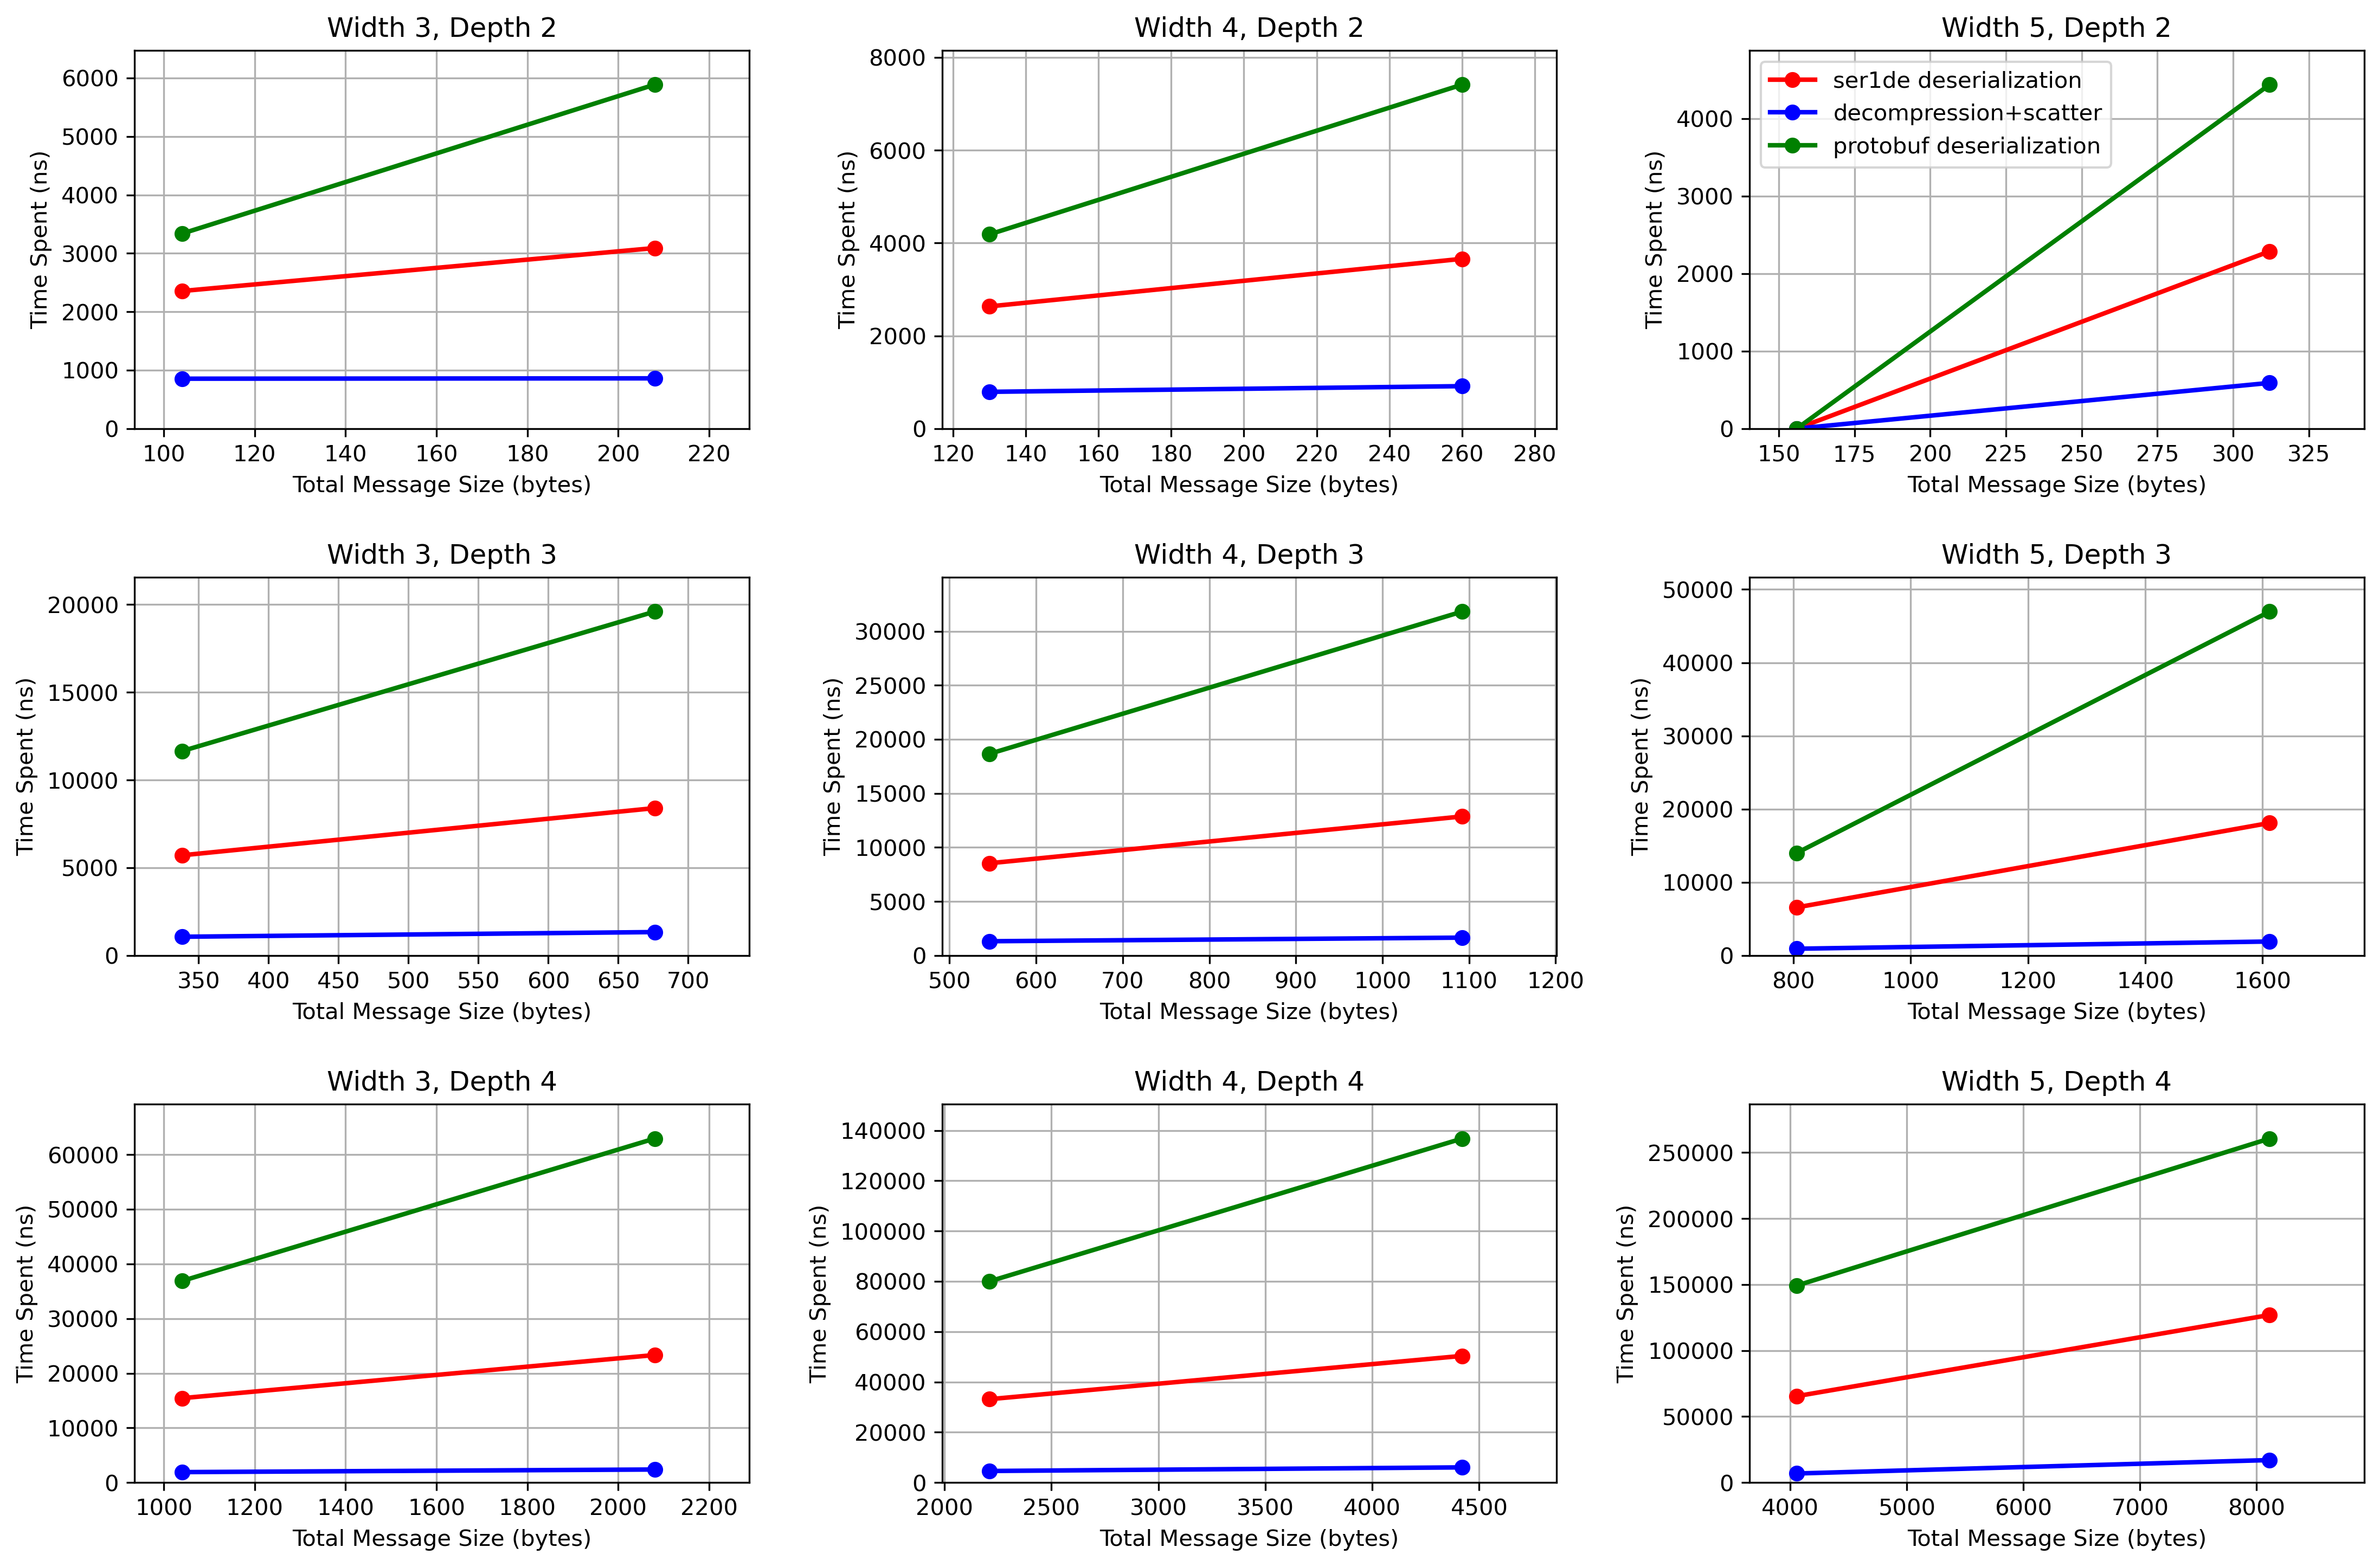 Width 3, Depth 2
Time Spent (ns)
6000
5000
4000
3000
2000
1000
0
100 120 140 160 180 200 220
Total Message Size (bytes)
Width 4, Depth 2
Time Spent (ns)
8000
6000
4000
2000
0
120 140 160 180 200 220 240 260 280
Total Message Size (bytes)
Width 5, Depth 2
ser1de deserialization
decompression+scatter
protobuf deserialization
Time Spent (ns)
4000
3000
2000
1000
0
150 175 200 225 250 275 300 325
Total Message Size (bytes)
Width 3, Depth 3
Time Spent (ns)
20000
15000
10000
5000
0
350 400 450 500 550 600 650 700
Total Message Size (bytes)
Width 4, Depth 3
Time Spent (ns)
30000
25000
20000
15000
10000
5000
0
500 600 700 800 900 1000 1100 1200
Total Message Size (bytes)
Width 5, Depth 3
Time Spent (ns)
50000
40000
30000
20000
10000
0
800 1000 1200 1400 1600
Total Message Size (bytes)
Width 3, Depth 4
Time Spent (ns)
60000
50000
40000
30000
20000
10000
0
1000 1200 1400 1600 1800 2000 2200
Total Message Size (bytes)
Width 4, Depth 4
Time Spent (ns)
140000
120000
100000
80000
60000
40000
20000
0
2000 2500 3000 3500 4000 4500
Total Message Size (bytes)
Width 5, Depth 4
Time Spent (ns)
250000
200000
150000
100000
50000
0
4000 5000 6000 7000 8000
Total Message Size (bytes)